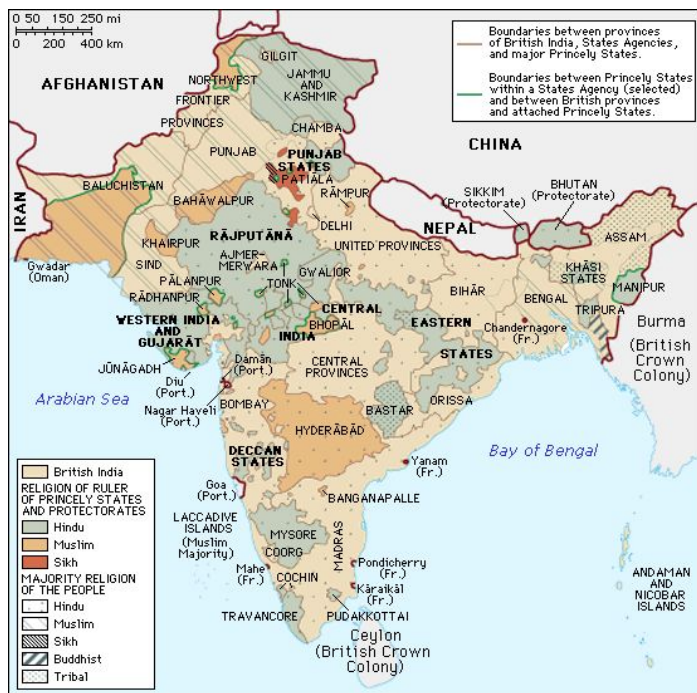 0 50 150 mi
0 200 400 km
Boundaries between provinces
of British India, States Agencies,
and major Princely States.
Boundaries between Princely States
within a States Agency (selected)
and between British provinces
and attached Princely States.
AFGHANISTAN
GILGIT
NORTHWEST
FRONTIER
PROVINCES
JAMMU
AND
KASHMIR
CHAMBA
PUNJAB
PUNJAB
STATES
PATIALA
CHINA
IRAN
BALUCHISTAN
BAHĀWALPUR
RĀMPUR
DELHI
NEPAL
SIKKIM
(Protectorate)
BHUTAN
(Protectorate)
KHAIRPUR
SIND
RĀJPUTĀNĀ
AJMER-
MERWARA
UNITED PROVINCES
ASSAM
Gwadar
(Oman)
PĀLANPUR
RĀDHANPUR
TONK
GWALIOR
BIHĀR
KHĀSI
STATES
MANIPUR
WESTERN INDIA
AND
GUJARĀT
CENTRAL
INDIA
BHOPĀL
EASTERN
STATES
BENGAL
TRIPURA
Chandernagore
(Fr.)
Burma
(British
Crown
Colony)
JŪNĀGADH
Diu
(Port.)
Damān
(Port.)
Nagar Haveli
(Port.)
CENTRAL
PROVINCES
ORISSA
Arabian Sea
BOMBAY
BASTAR
HYDERĀBĀD
Bay of Bengal
DECCAN
STATES
Yanam
(Fr.)
Goa
(Port.)
BANGANAPALLE
LACCADIVE
ISLANDS
(Muslim
Majority)
MYSORE
COORG
MADRAS
Mahe
(Fr.)
Pondicherry
(Fr.)
COCHIN
Kāraikāl
(Fr.)
TRAVANCORE
PUDAKKOTTAI
Ceylon
(British Crown
Colony)
ANDAMAN
AND
NICOBAR
ISLANDS
British India
RELIGION OF RULER
OF PRINCELY STATES
AND PROTECTORATES
Hindu
Muslim
Sikh
MAJORITY RELIGION
OF THE PEOPLE
Hindu
Muslim
Sikh
Buddhist
Tribal